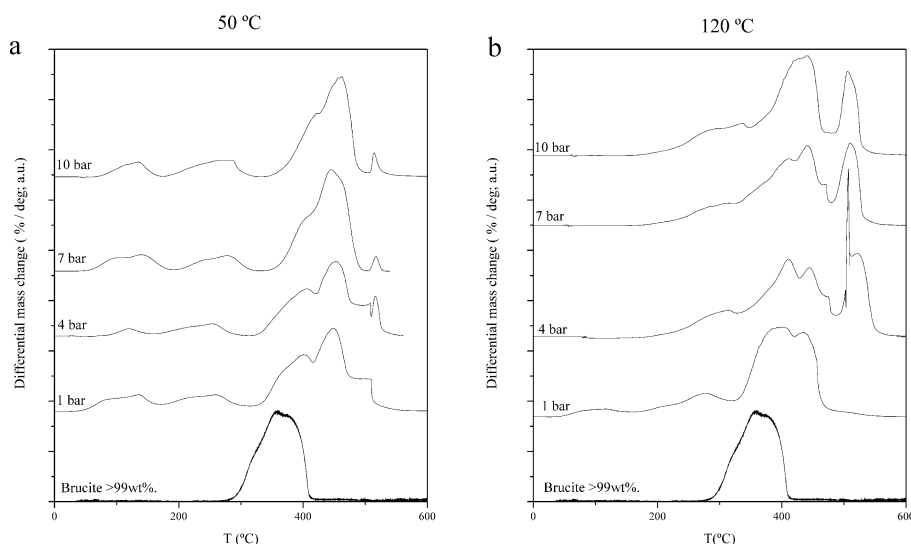 50 ºC
120 ºC
a
b
Differential mass change ( % / deg; a.u.)
10 bar
7 bar
4 bar
1 bar
Brucite >99wt%.
0
200
400
600
T (ºC)
Differential mass change ( % / deg; a.u.)
10 bar
7 bar
4 bar
1 bar
Brucite >99wt%.
0
200
400
600
T(ºC)